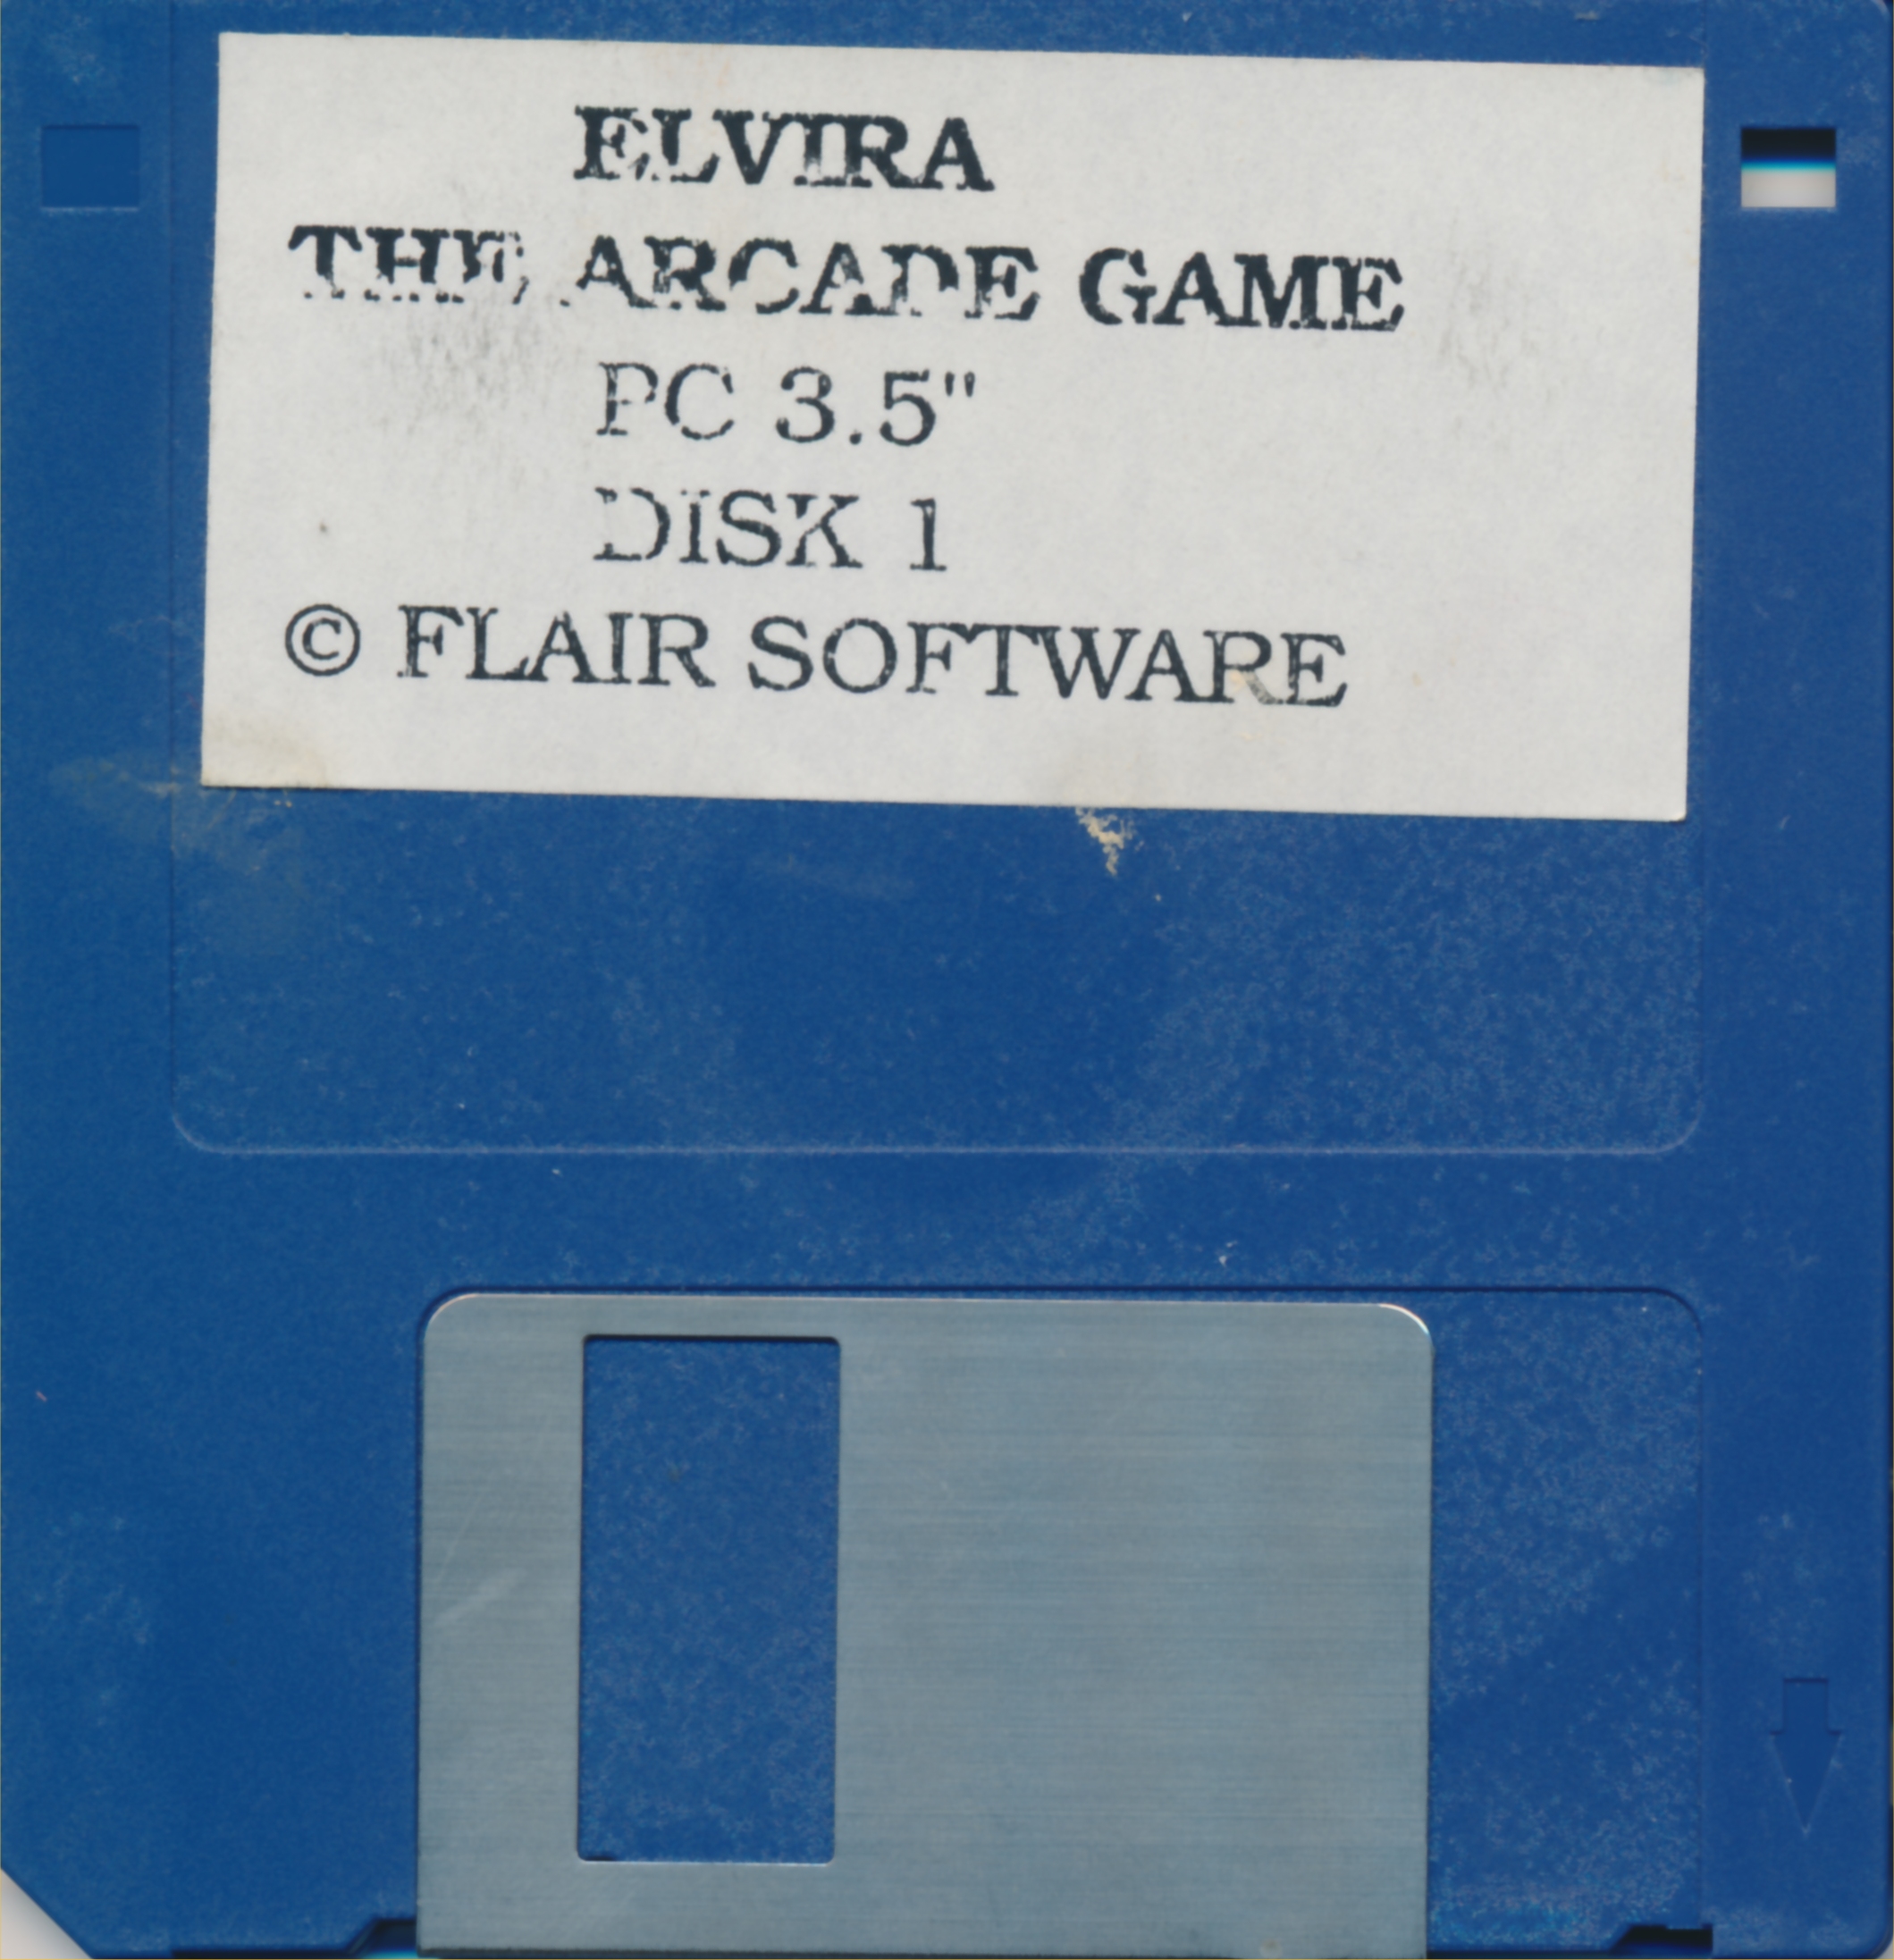 ELVIRA
THE ARCADE GAME
PC 3.5"
DISK 1
© FLAIR SOFTWARE